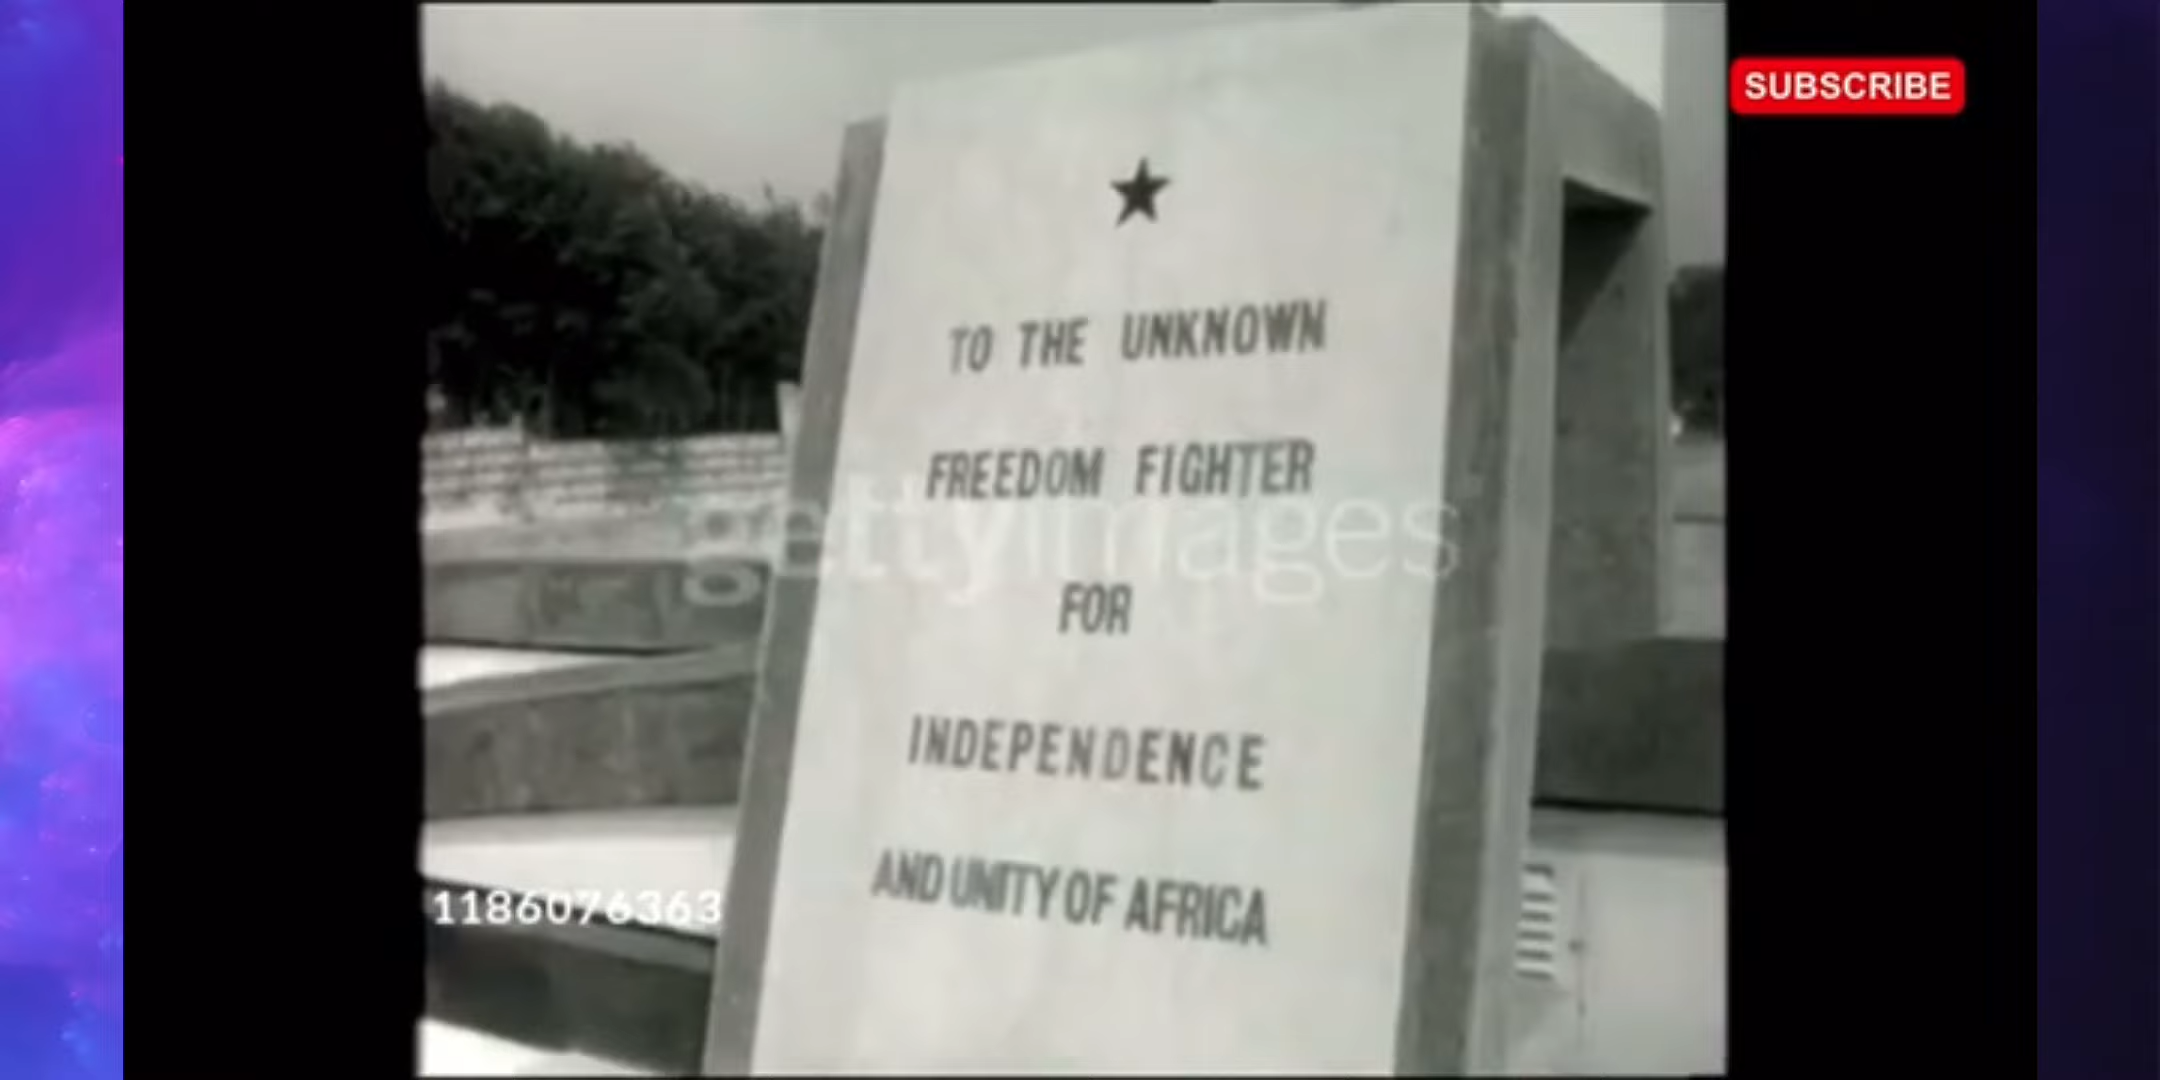 SUBSCRIBE
TO THE UNKNOWN
FREEDOM FIGHTER
gettyimages
FOR
INDEPENDENCE
AND UNITY OF AFRICA
1186076363